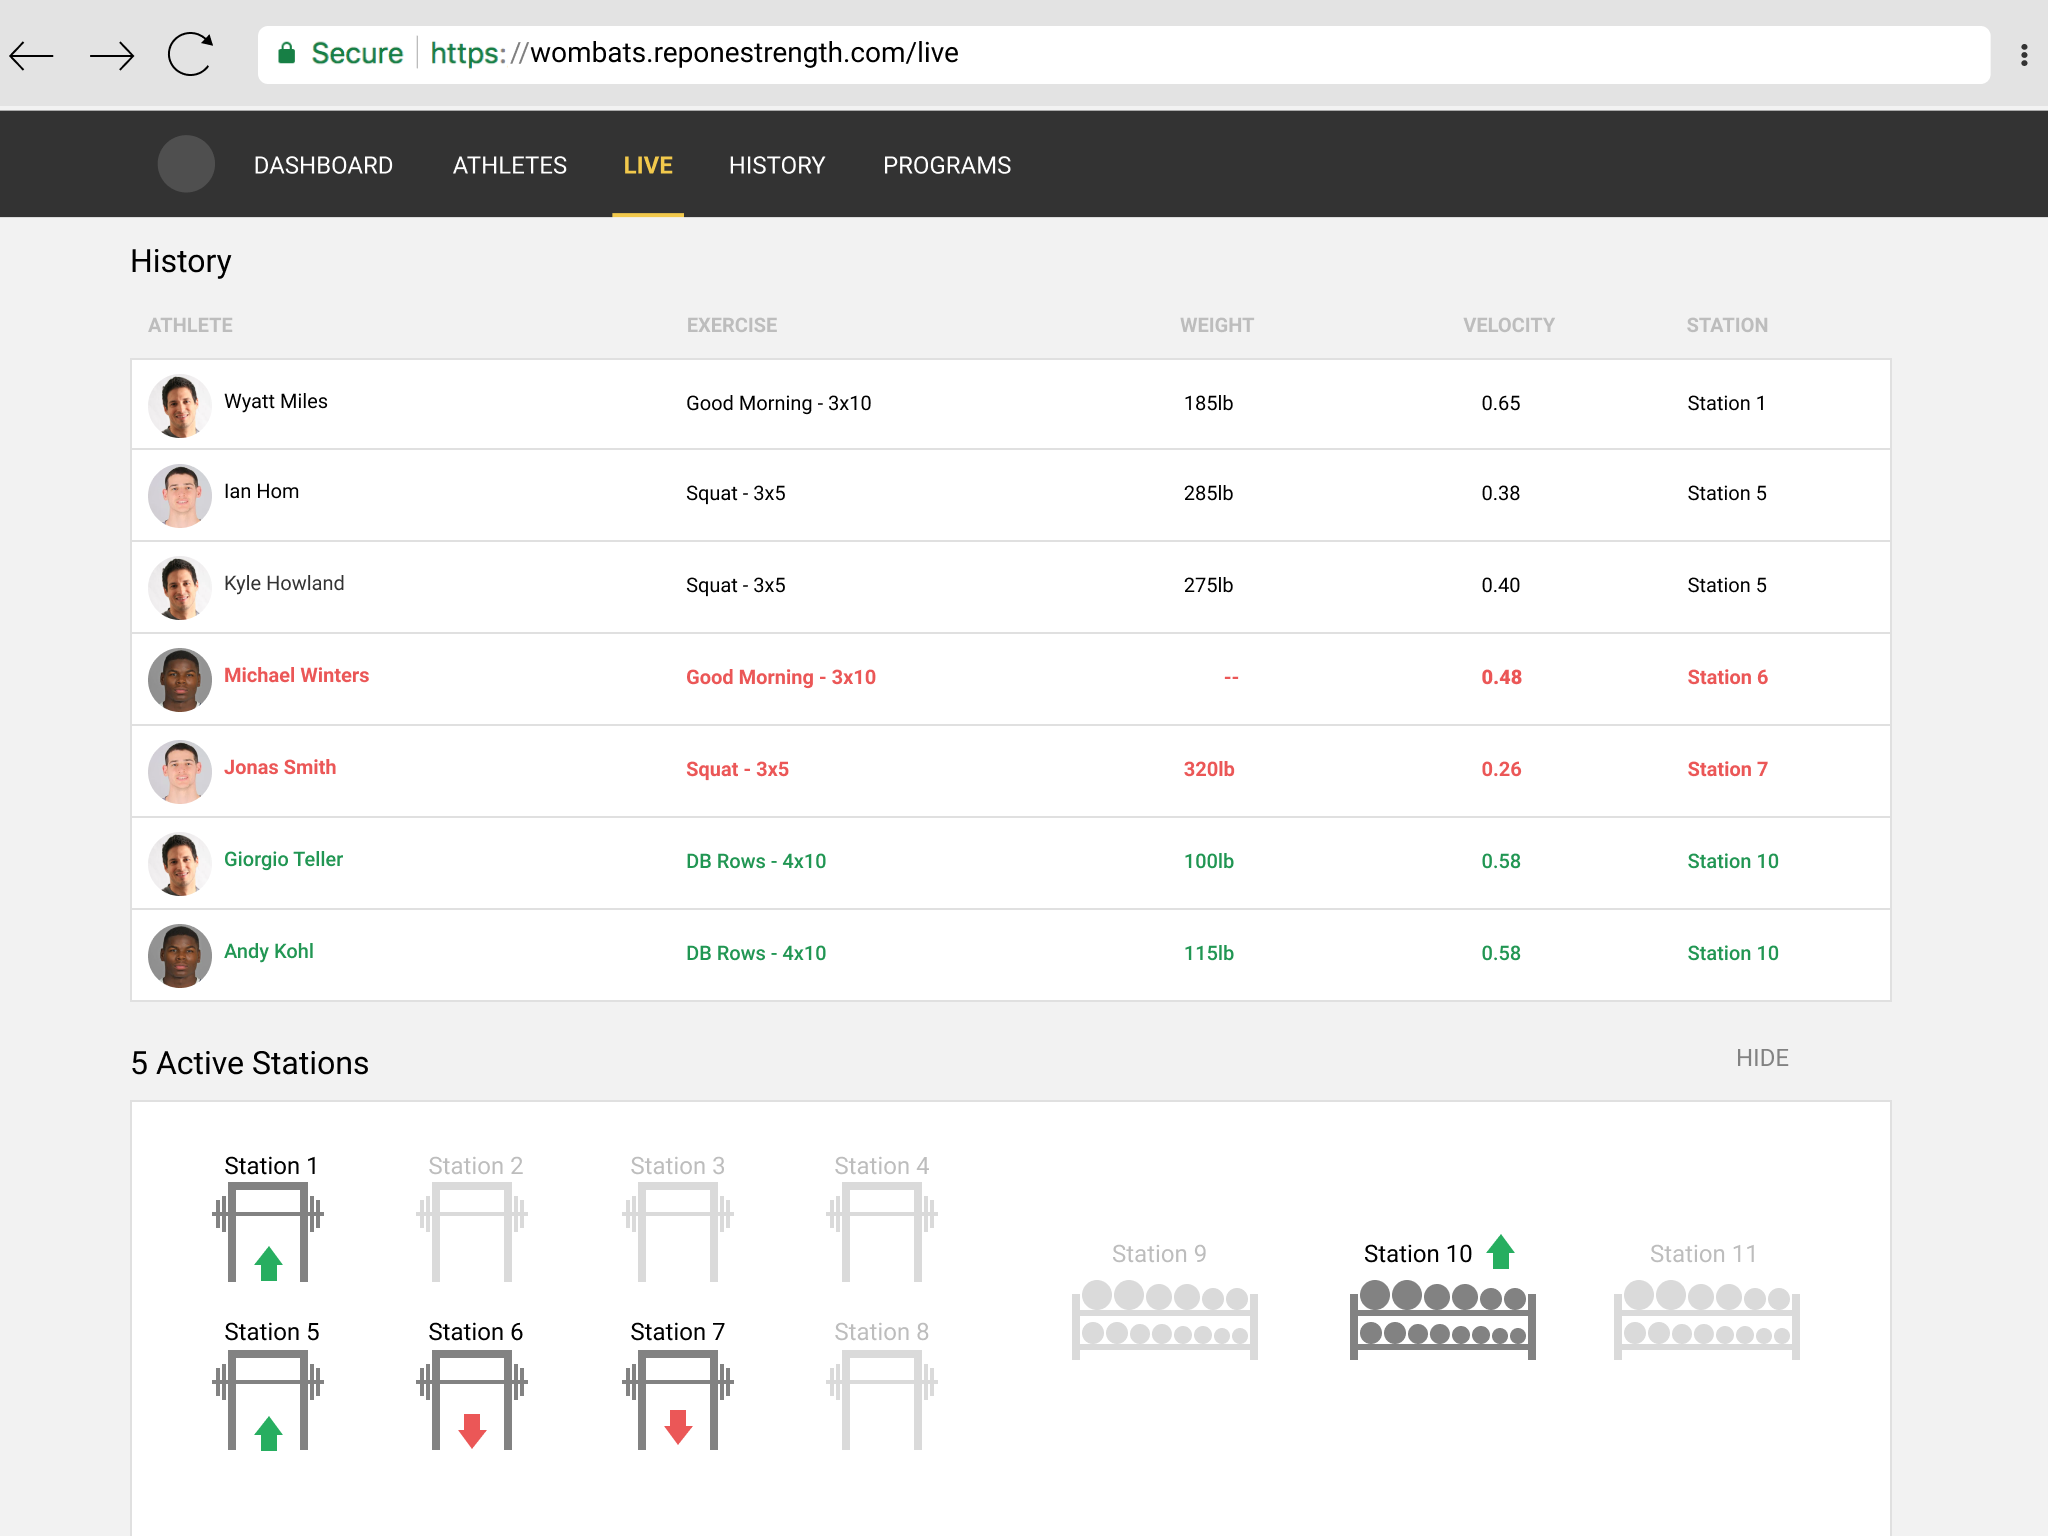 Secure https://wombats.reponestrength.com/live
DASHBOARD ATHLETES LIVE HISTORY PROGRAMS
History
ATHLETE EXERCISE WEIGHT VELOCITY STATION
Wyatt Miles Good Morning - 3x10 185lb 0.65 Station 1
Ian Hom Squat - 3x5 285lb 0.38 Station 5
Kyle Howland Squat - 3x5 275lb 0.40 Station 5
Michael Winters Good Morning - 3x10 -- 0.48 Station 6
Jonas Smith Squat - 3x5 320lb 0.26 Station 7
Giorgio Teller DB Rows - 4x10 100lb 0.58 Station 10
Andy Kohl DB Rows - 4x10 115lb 0.58 Station 10
5 Active Stations HIDE
Station 1 Station 2 Station 3 Station 4
Station 9 Station 10 Station 11
Station 5 Station 6 Station 7 Station 8